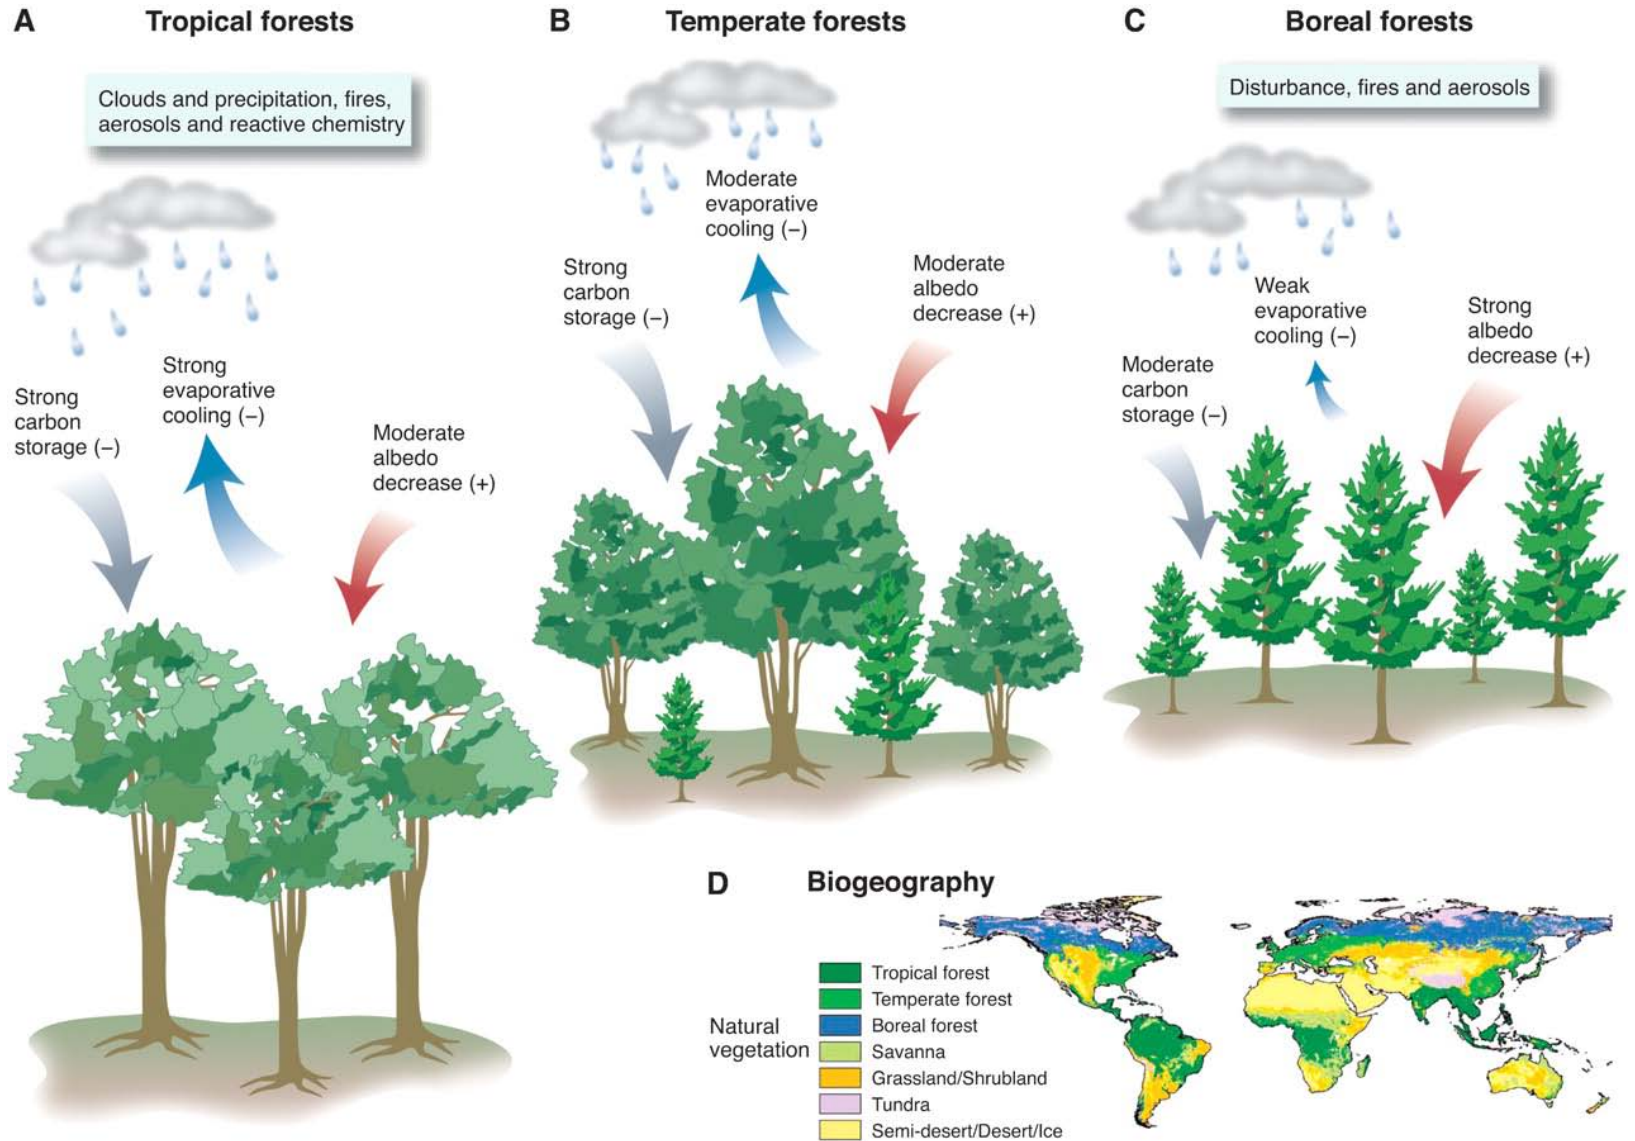 A
Tropical forests
Clouds and precipitation, fires,
aerosols and reactive chemistry
Strong
carbon
storage (−)
Strong
evaporative
cooling (−)
Moderate
albedo
decrease (+)
B
Temperate forests
Strong
carbon
storage (−)
Moderate
evaporative
cooling (−)
Moderate
albedo
decrease (+)
C
Boreal forests
Disturbance, fires and aerosols
Moderate
carbon
storage (−)
Weak
evaporative
cooling (−)
Strong
albedo
decrease (+)
D
Biogeography
Natural
vegetation
Tropical forest
Temperate forest
Boreal forest
Savanna
Grassland/Shrubland
Tundra
Semi-desert/Desert/Ice